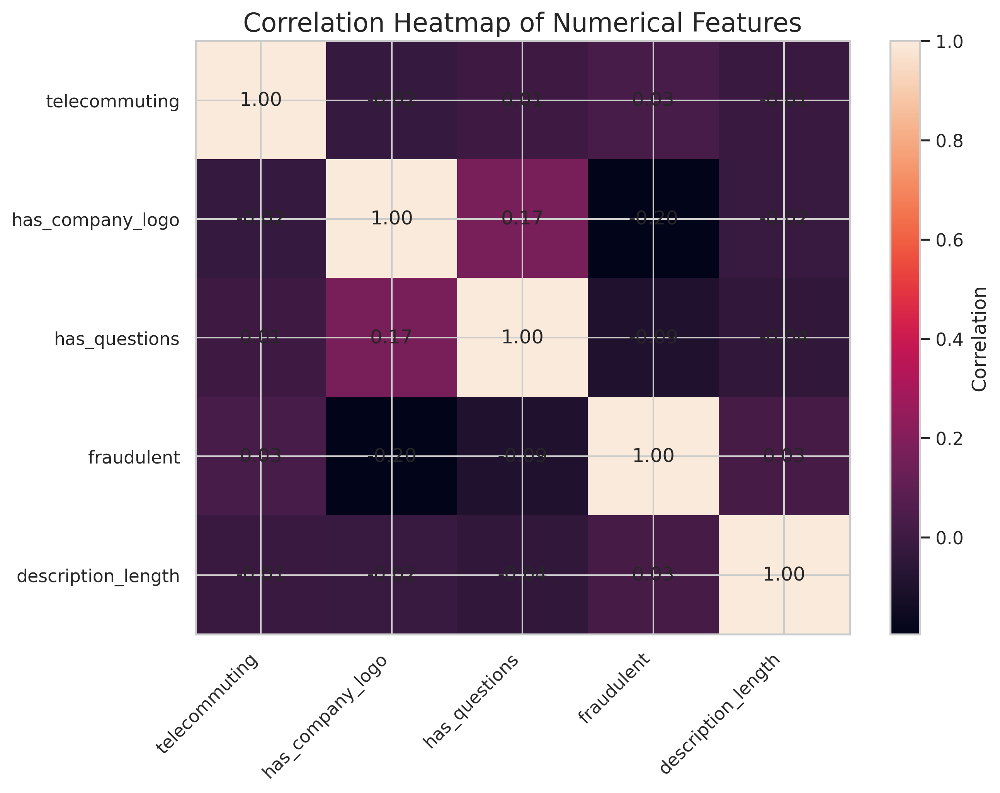 Correlation Heatmap of Numerical Features
telecommuting 1.00 -0.02 0.01 0.03 -0.01
has_company_logo -0.02 1.00 0.17 -0.20 -0.02
has_questions 0.01 0.17 1.00 -0.09 -0.04
fraudulent 0.03 -0.20 -0.09 1.00 0.03
description_length -0.01 -0.02 -0.04 0.03 1.00
telecommuting
has_company_logo
has_questions
fraudulent
description_length
1.0
0.8
0.6
0.4
0.2
0.0
Correlation